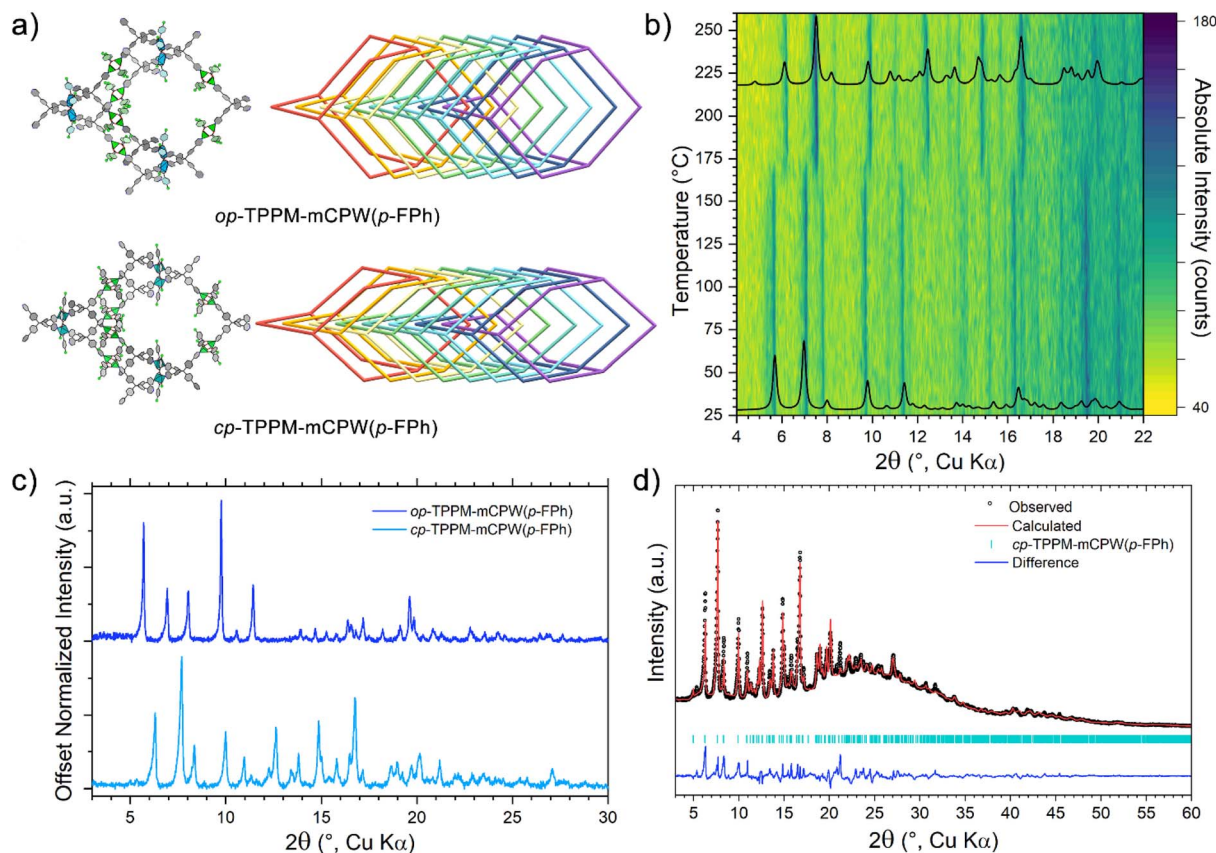 a)
op-TPPM-mCPW(p-FPh)
cp-TPPM-mCPW(p-FPh)
b)
Temperature (°C)
250
225
200
175
150
125
100
75
50
25
4 6 8 10 12 14 16 18 20 22
2θ (°, Cu Kα)
180
40
Absolute Intensity (counts)
c)
Offset Normalized Intensity (a.u.)
op-TPPM-mCPW(p-FPh)
cp-TPPM-mCPW(p-FPh)
5 10 15 20 25 30
2θ (°, Cu Kα)
d)
Intensity (a.u.)
Observed
Calculated
cp-TPPM-mCPW(p-FPh)
Difference
5 10 15 20 25 30 35 40 45 50 55 60
2θ (°, Cu Kα)